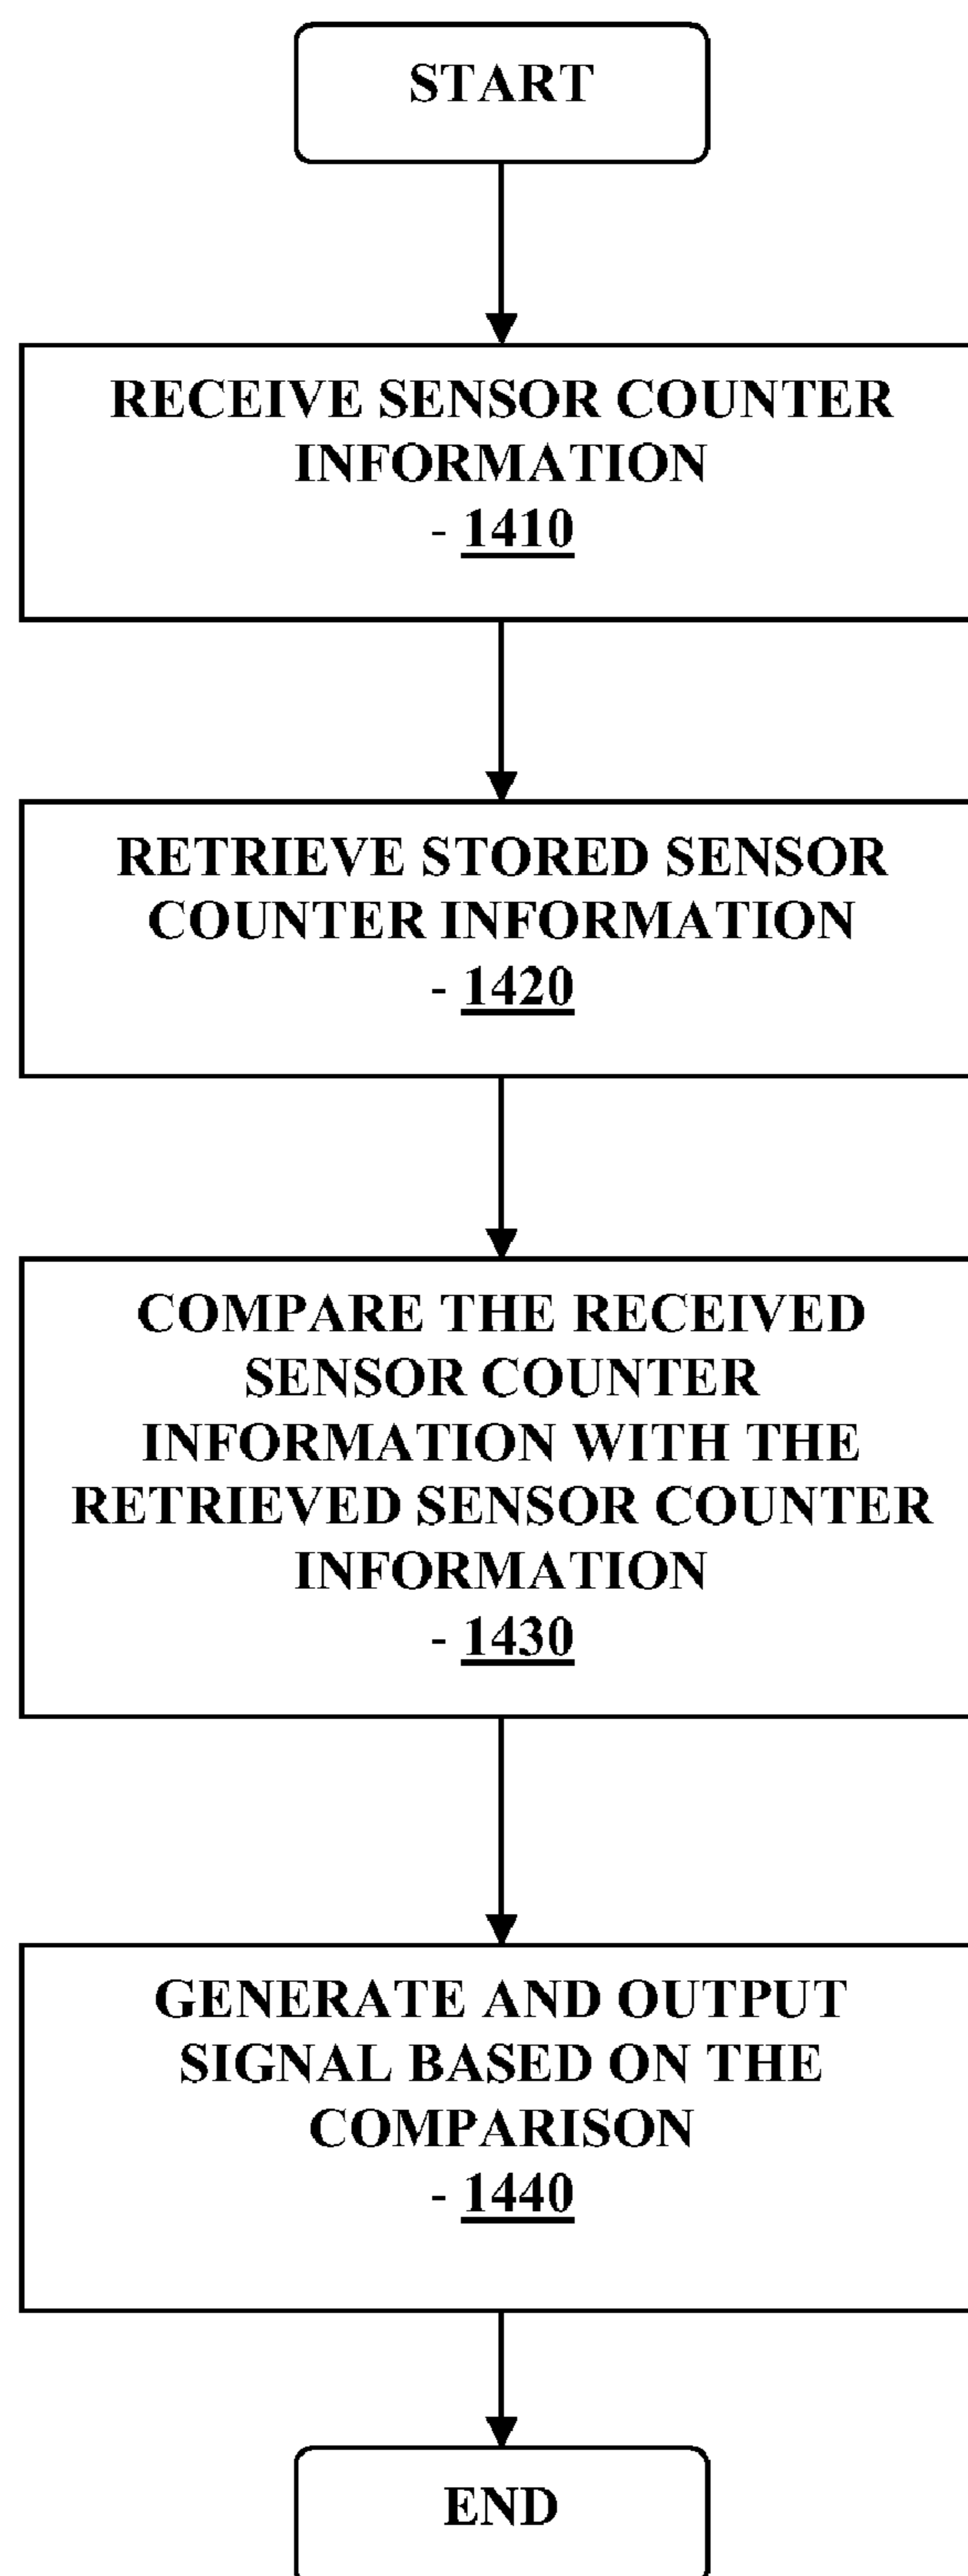 START
RECEIVE SENSOR COUNTER
INFORMATION
- 1410
RETRIEVE STORED SENSOR
COUNTER INFORMATION
- 1420
COMPARE THE RECEIVED
SENSOR COUNTER
INFORMATION WITH THE
RETRIEVED SENSOR COUNTER
INFORMATION
- 1430
GENERATE AND OUTPUT
SIGNAL BASED ON THE
COMPARISON
- 1440
END